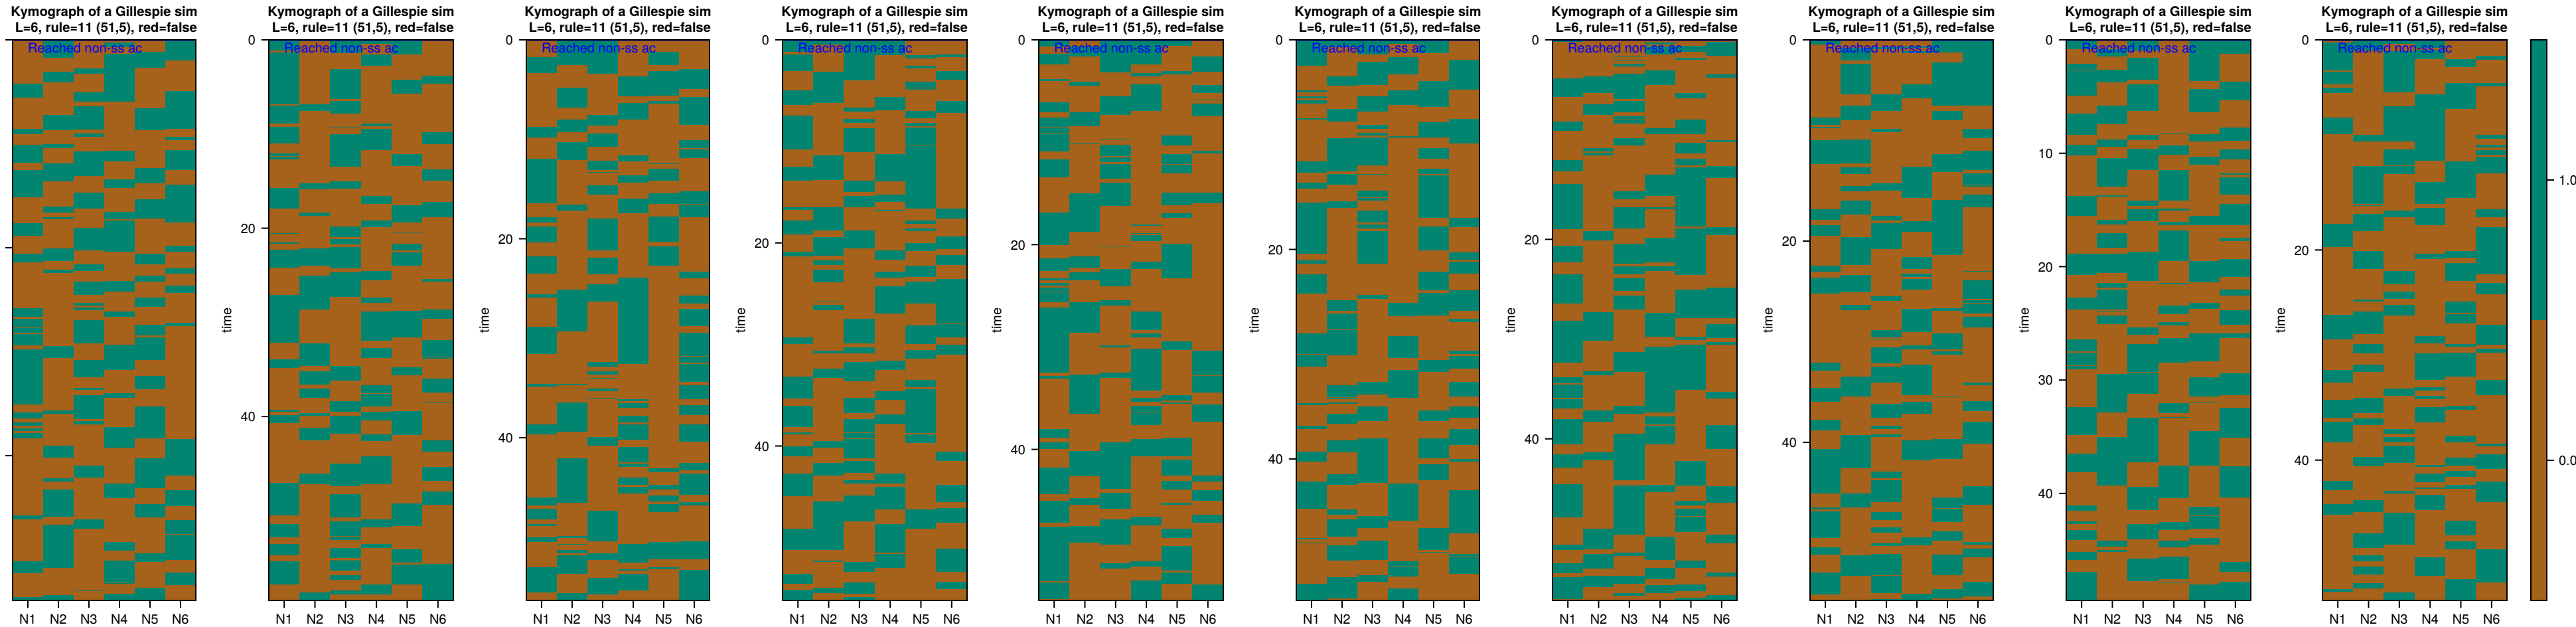 Kymograph of a Gillespie sim
L=6, rule=11 (51,5), red=false
Reached non-ss ac
N1 N2 N3 N4 N5 N6
Kymograph of a Gillespie sim
L=6, rule=11 (51,5), red=false
Reached non-ss ac
time
0
20
40
N1 N2 N3 N4 N5 N6
Kymograph of a Gillespie sim
L=6, rule=11 (51,5), red=false
Reached non-ss ac
time
0
20
40
N1 N2 N3 N4 N5 N6
Kymograph of a Gillespie sim
L=6, rule=11 (51,5), red=false
Reached non-ss ac
time
0
20
40
N1 N2 N3 N4 N5 N6
Kymograph of a Gillespie sim
L=6, rule=11 (51,5), red=false
Reached non-ss ac
time
0
20
40
N1 N2 N3 N4 N5 N6
Kymograph of a Gillespie sim
L=6, rule=11 (51,5), red=false
Reached non-ss ac
time
0
20
40
N1 N2 N3 N4 N5 N6
Kymograph of a Gillespie sim
L=6, rule=11 (51,5), red=false
Reached non-ss ac
time
0
20
40
N1 N2 N3 N4 N5 N6
Kymograph of a Gillespie sim
L=6, rule=11 (51,5), red=false
Reached non-ss ac
time
0
20
40
N1 N2 N3 N4 N5 N6
Kymograph of a Gillespie sim
L=6, rule=11 (51,5), red=false
Reached non-ss ac
time
0
10
20
30
40
N1 N2 N3 N4 N5 N6
Kymograph of a Gillespie sim
L=6, rule=11 (51,5), red=false
Reached non-ss ac
time
0
20
40
N1 N2 N3 N4 N5 N6
1.0
0.0